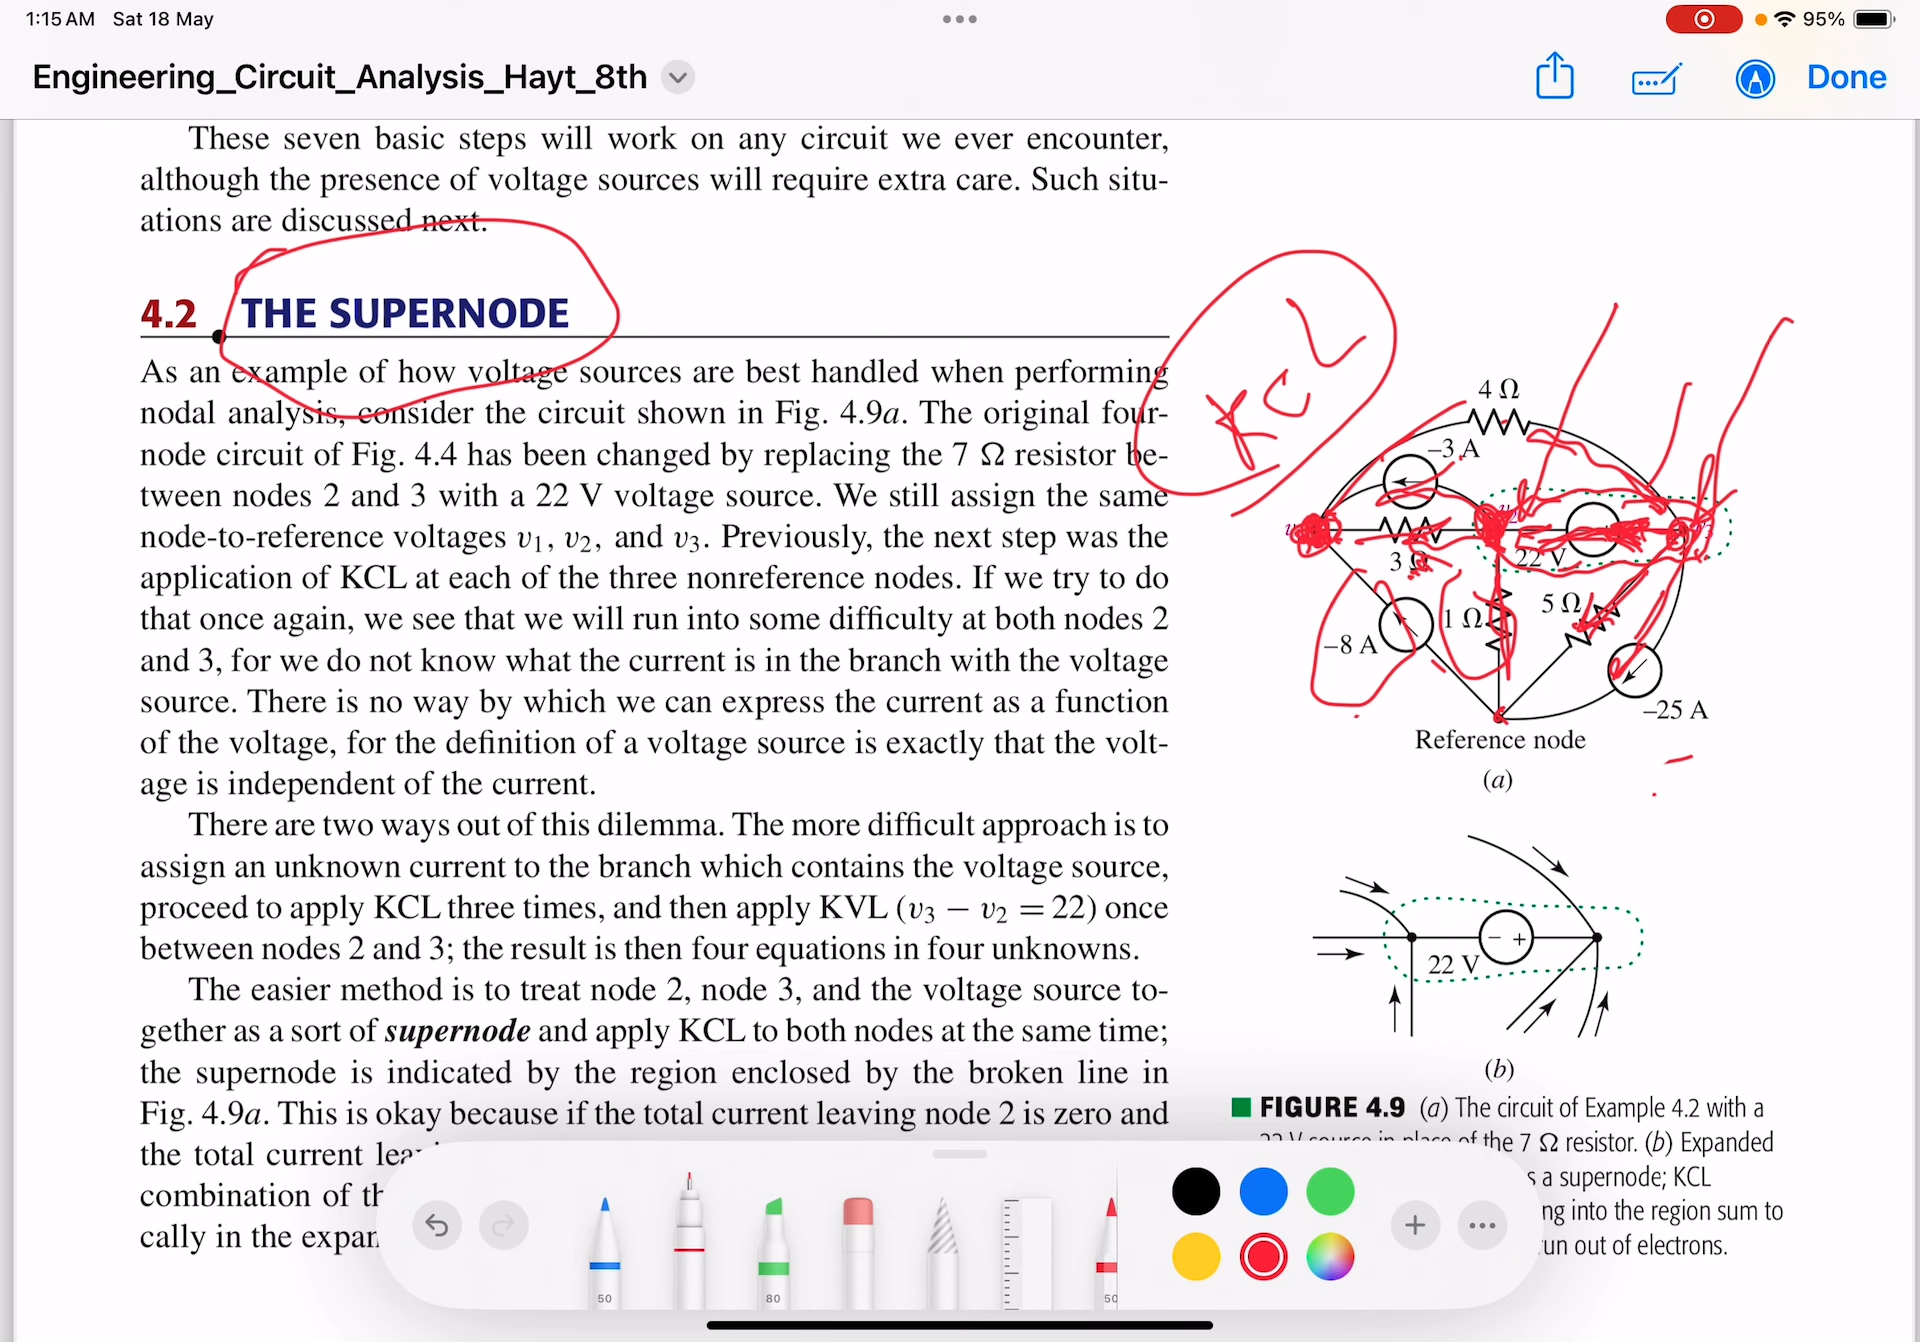 1:15 AM Sat 18 May
95%
Engineering_Circuit_Analysis_Hayt_8th
Done
These seven basic steps will work on any circuit we ever encounter,
although the presence of voltage sources will require extra care. Such situ-
ations are discussed next.
4.2 THE SUPERNODE
As an example of how voltage sources are best handled when performing
nodal analysis, consider the circuit shown in Fig. 4.9a. The original four-
node circuit of Fig. 4.4 has been changed by replacing the 7 Ω resistor be-
tween nodes 2 and 3 with a 22 V voltage source. We still assign the same
node-to-reference voltages v₁, v₂, and v₃. Previously, the next step was the
application of KCL at each of the three nonreference nodes. If we try to do
that once again, we see that we will run into some difficulty at both nodes 2
and 3, for we do not know what the current is in the branch with the voltage
source. There is no way by which we can express the current as a function
of the voltage, for the definition of a voltage source is exactly that the volt-
age is independent of the current.
There are two ways out of this dilemma. The more difficult approach is to
assign an unknown current to the branch which contains the voltage source,
proceed to apply KCL three times, and then apply KVL (v₃ − v₂ = 22) once
between nodes 2 and 3; the result is then four equations in four unknowns.
The easier method is to treat node 2, node 3, and the voltage source to-
gether as a sort of supernode and apply KCL to both nodes at the same time;
the supernode is indicated by the region enclosed by the broken line in
Fig. 4.9a. This is okay because if the total current leaving node 2 is zero and
the total current
combination of
cally in the
KCL
4 Ω
–3 A
3 Ω
22 V
–8 A
1 Ω
5 Ω
–25 A
Reference node
(a)
− +
22 V
(b)
FIGURE 4.9 (a) The circuit of Example 4.2 with a
22 V source in place of the 7 Ω resistor. (b) Expanded
s a supernode; KCL
ng into the region sum to
un out of electrons.
50
80
50